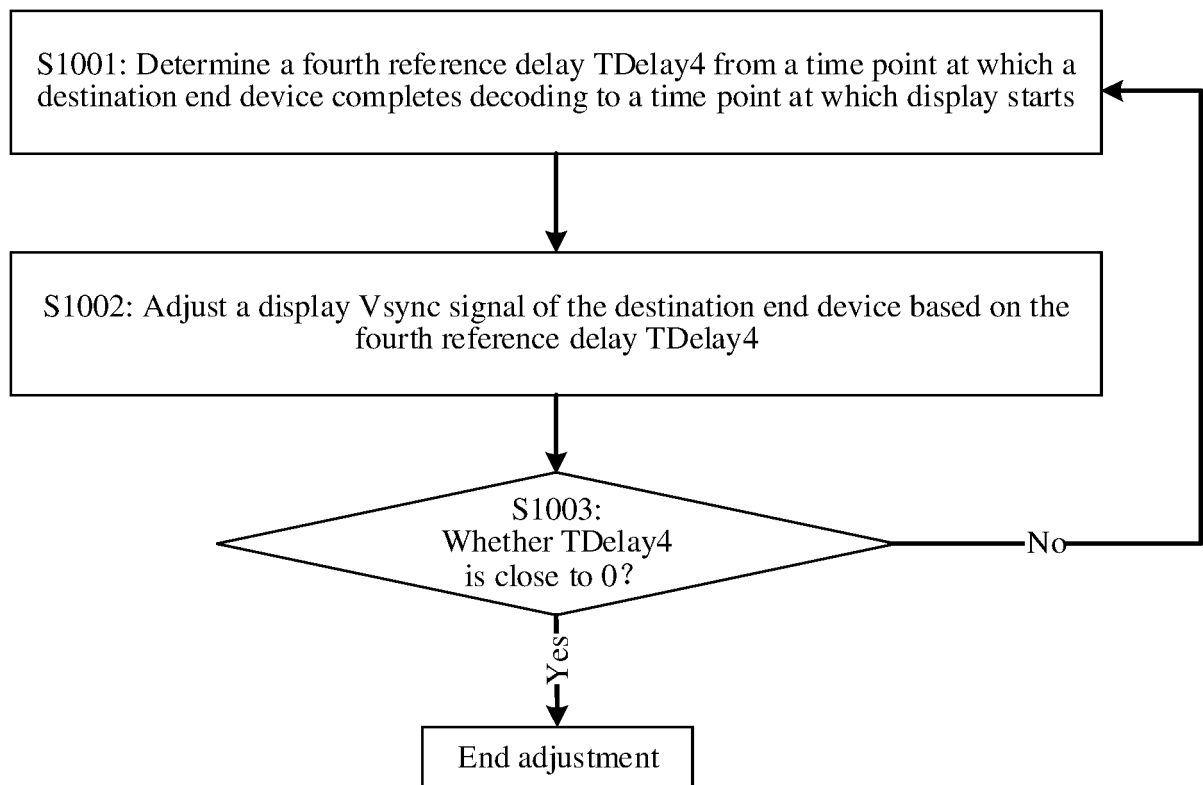 S1001: Determine a fourth reference delay TDelay4 from a time point at which a
destination end device completes decoding to a time point at which display starts
S1002: Adjust a display Vsync signal of the destination end device based on the
fourth reference delay TDelay4
S1003:
Whether TDelay4
is close to 0?
No
Yes
End adjustment